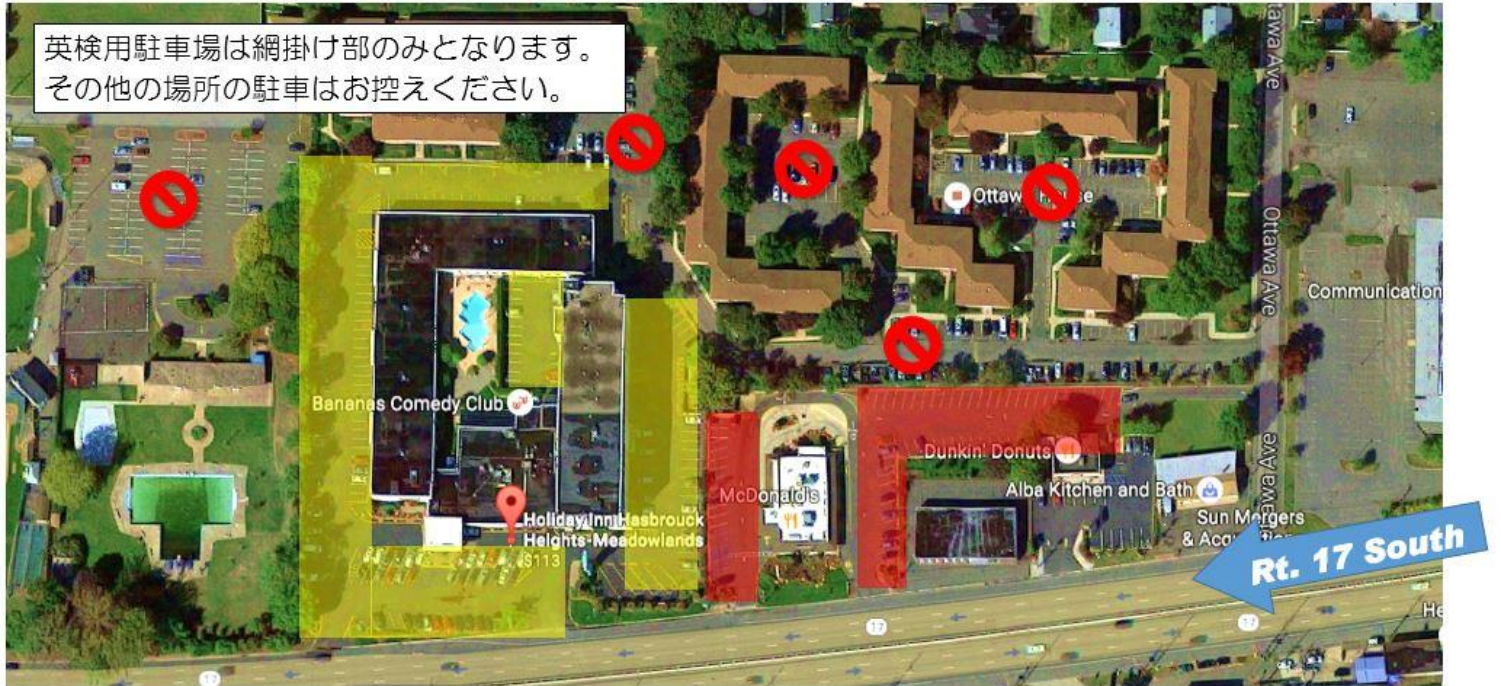 英検用駐車場は網掛け部のみとなります。
その他の場所の駐車はお控えください。
tawa Ave
Ottawa Ave
Communication
Bananas Comedy Club
Dunkin' Donuts
McDonald's
Alba Kitchen and Bath
Holiday Inn Hasbrouck
Heights-Meadowlands
$113
Sun Mergers
Rt. 17 South
He
17
17
17